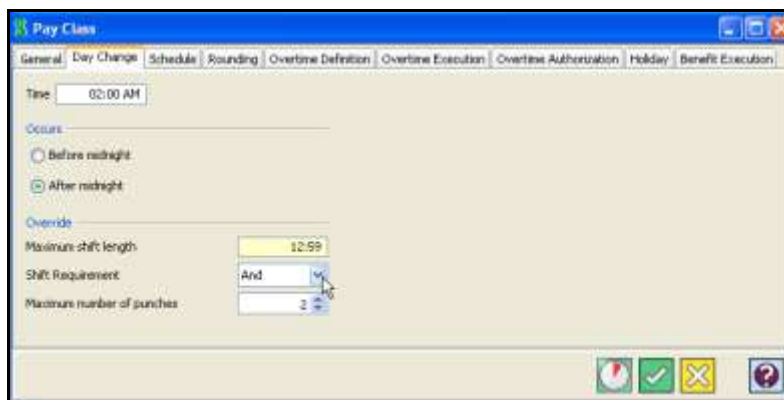 Pay Class
General Day Change Schedule Rounding Overtime Definition Overtime Execution Overtime Authorization Holiday Benefit Execution
Time 02:00 AM
Occurs
Before midnight
After midnight
Override
Maximum shift length 12:59
Shift Requirement And
Maximum number of punches 2
?